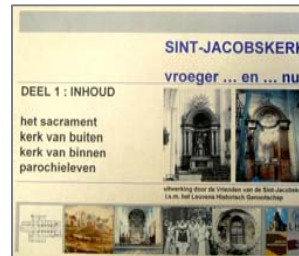 SINT-JACOBSKERK
vroeger ... en ... nu
DEEL 1 : INHOUD
het sacrament
kerk van buiten
kerk van binnen
parochieleven
uitwerking door de Vrienden van de Sint-Jacobs
i.s.m. het Leuvens Historisch Genootschap